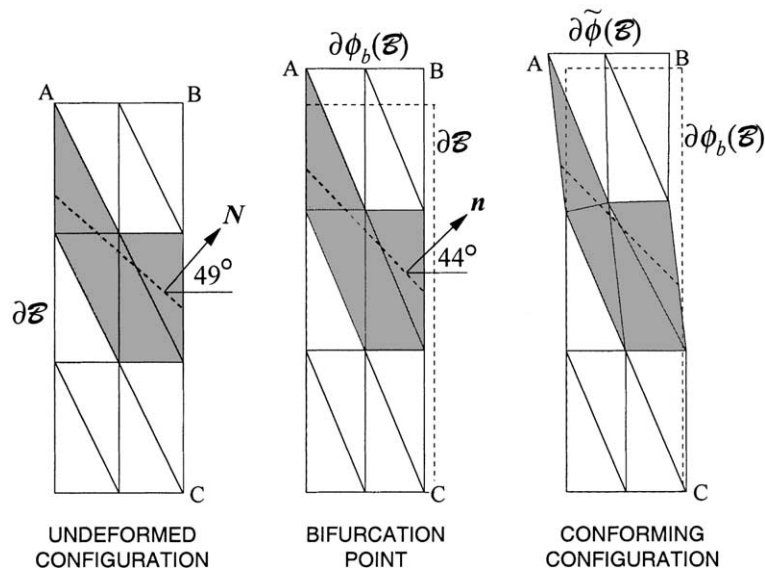 A B
N
49°
∂ℬ
C
UNDEFORMED
CONFIGURATION
∂ϕ_b(ℬ)
A B
∂ℬ
n
44°
C
BIFURCATION
POINT
∂ϕ̃(ℬ)
A B
∂ϕ_b(ℬ)
C
CONFORMING
CONFIGURATION